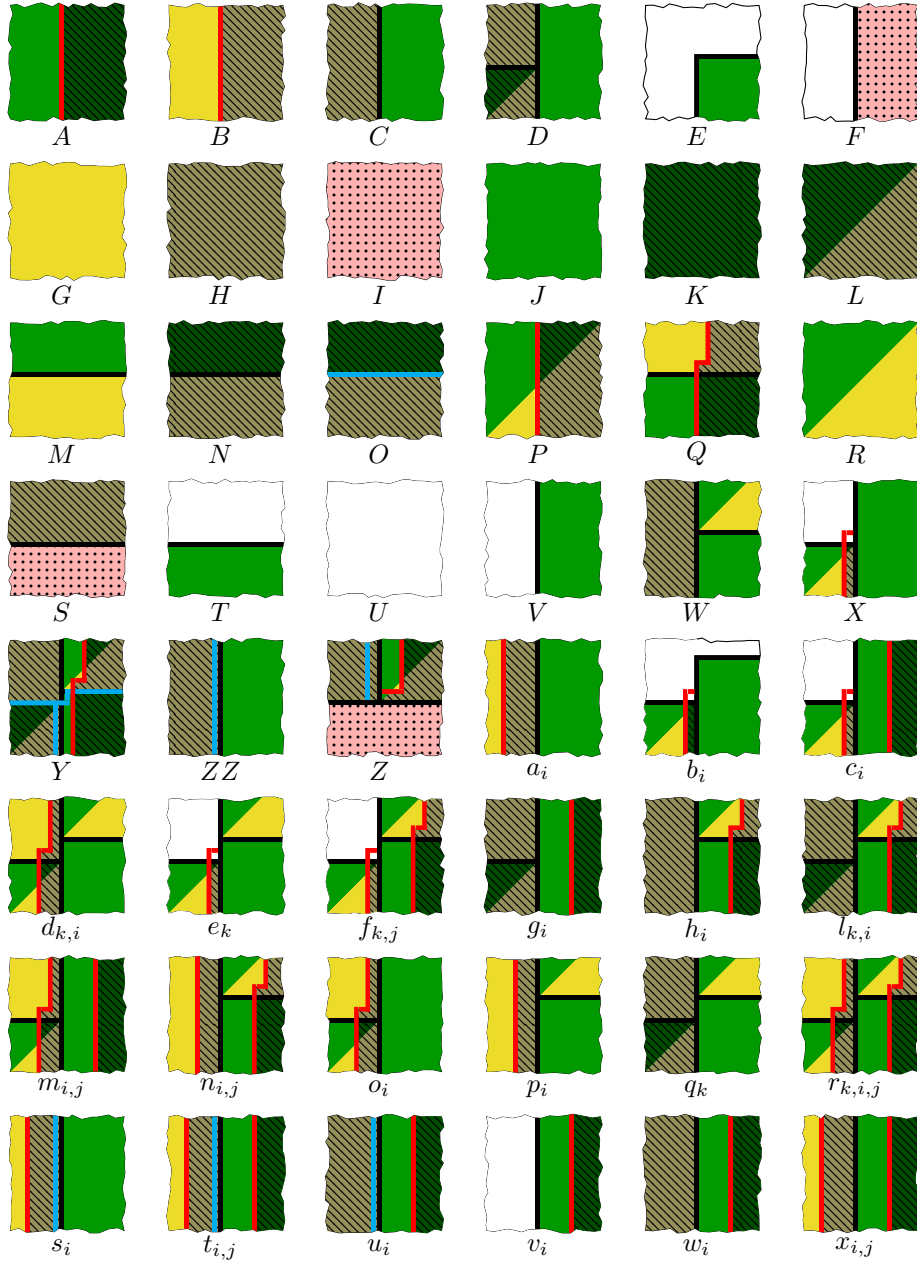 A B C D E F
G H I J K L
M N O P Q R
S T U V W X
Y ZZ Z a_i b_i c_i
d_{k,i} e_k f_{k,j} g_i h_i l_{k,i}
m_{i,j} n_{i,j} o_i p_i q_k r_{k,i,j}
s_i t_{i,j} u_i v_i w_i x_{i,j}